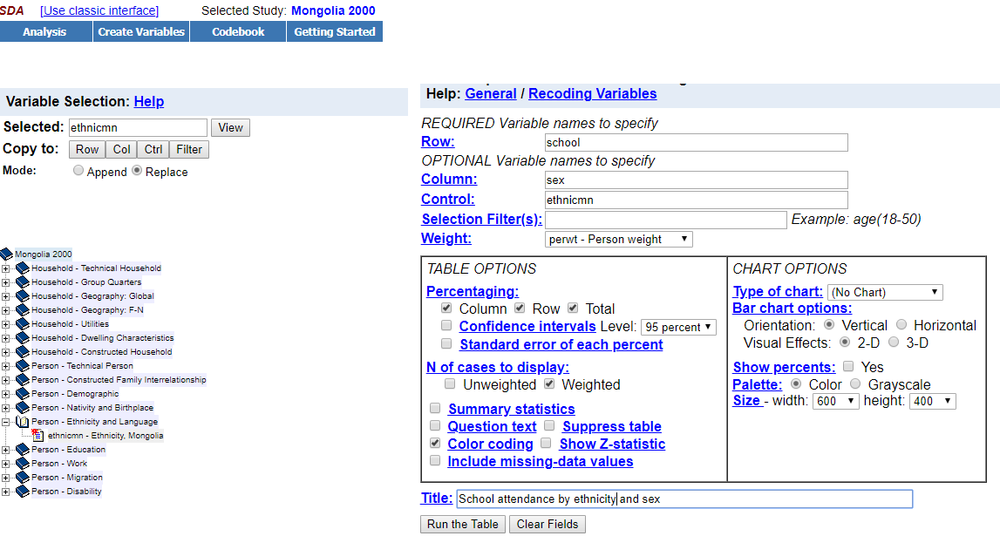 SDA [Use classic interface] Selected Study: Mongolia 2000
Analysis Create Variables Codebook Getting Started
Variable Selection: Help
Selected: ethnicmn View
Copy to: Row Col Ctrl Filter
Mode: Append Replace
Mongolia 2000
Household - Technical Household
Household - Group Quarters
Household - Geography: Global
Household - Geography: F-N
Household - Utilities
Household - Dwelling Characteristics
Household - Constructed Household
Person - Technical Person
Person - Constructed Family Interrelationship
Person - Demographic
Person - Nativity and Birthplace
Person - Ethnicity and Language
ethnicmn - Ethnicity, Mongolia
Person - Education
Person - Work
Person - Migration
Person - Disability
Help: General / Recoding Variables
REQUIRED Variable names to specify
Row: school
OPTIONAL Variable names to specify
Column: sex
Control: ethnicmn
Selection Filter(s): Example: age(18-50)
Weight: perwt - Person weight
TABLE OPTIONS
Percentaging:
Column Row Total
Confidence intervals Level: 95 percent
Standard error of each percent
N of cases to display:
Unweighted Weighted
Summary statistics
Question text Suppress table
Color coding Show Z-statistic
Include missing-data values
CHART OPTIONS
Type of chart: (No Chart)
Bar chart options:
Orientation: Vertical Horizontal
Visual Effects: 2-D 3-D
Show percents: Yes
Palette: Color Grayscale
Size - width: 600 height: 400
Title: School attendance by ethnicity and sex
Run the Table Clear Fields